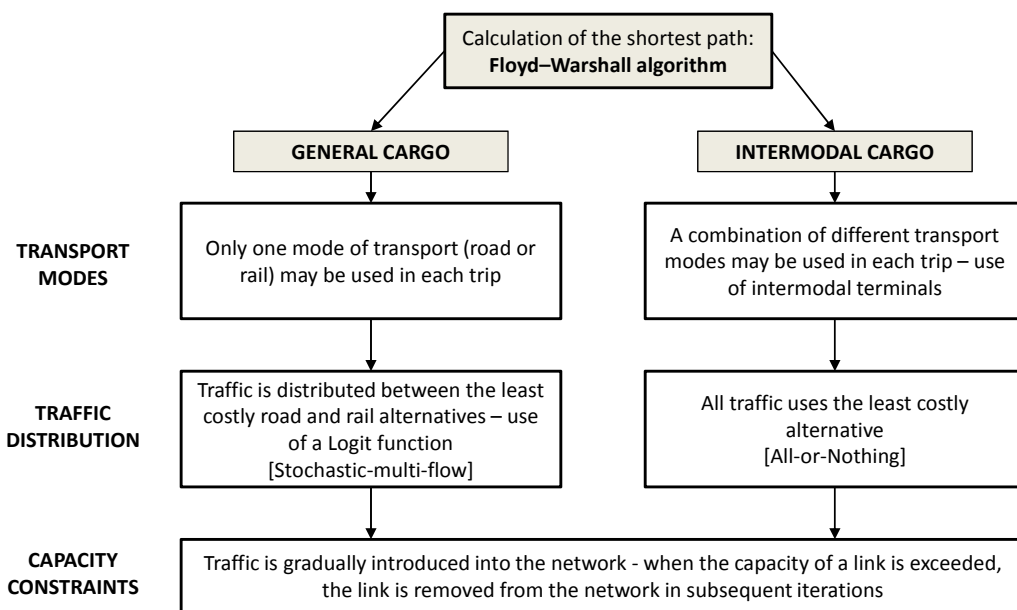 Calculation of the shortest path:
Floyd–Warshall algorithm
GENERAL CARGO
INTERMODAL CARGO
TRANSPORT
MODES
Only one mode of transport (road or
rail) may be used in each trip
A combination of different transport
modes may be used in each trip – use
of intermodal terminals
TRAFFIC
DISTRIBUTION
Traffic is distributed between the least
costly road and rail alternatives – use
of a Logit function
[Stochastic-multi-flow]
All traffic uses the least costly
alternative
[All-or-Nothing]
CAPACITY
CONSTRAINTS
Traffic is gradually introduced into the network - when the capacity of a link is exceeded,
the link is removed from the network in subsequent iterations